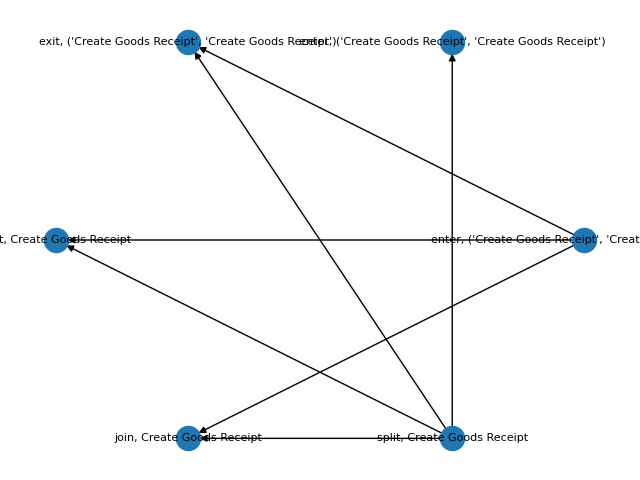 exit, ('Create Goods Receipt', 'Create Goods Receipt')
enter, ('Create Goods Receipt', 'Create Goods Receipt')
t, Create Goods Receipt
enter, ('Create Goods Receipt', 'Creat
join, Create Goods Receipt
split, Create Goods Receipt